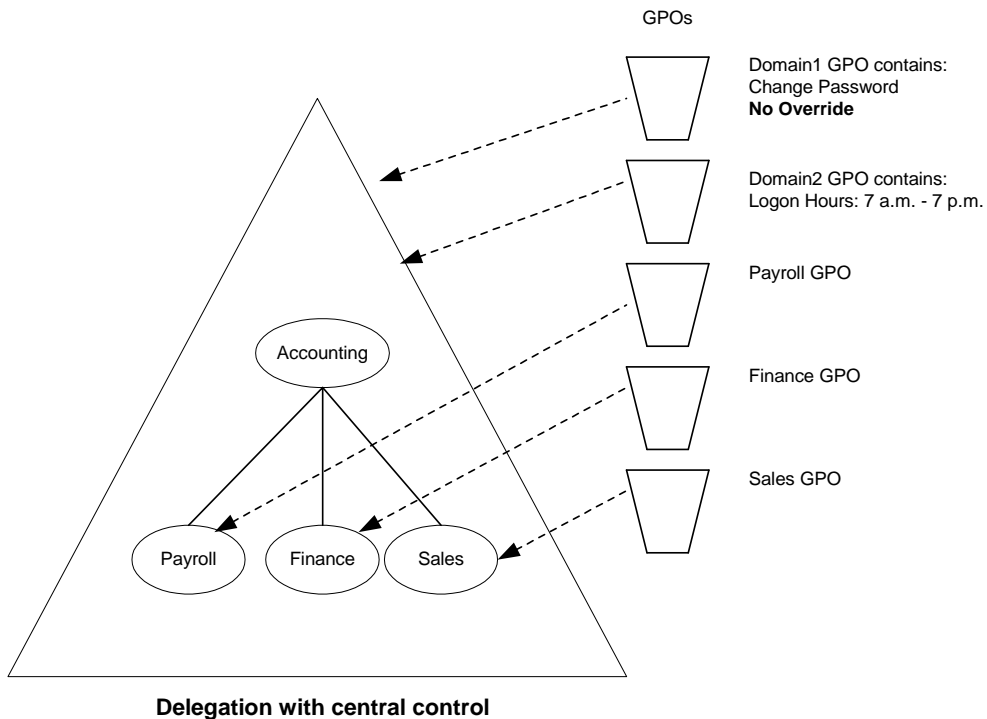 GPOs
Domain1 GPO contains:
Change Password
No Override
Domain2 GPO contains:
Logon Hours: 7 a.m. - 7 p.m.
Payroll GPO
Accounting
Finance GPO
Sales GPO
Payroll
Finance
Sales
Delegation with central control